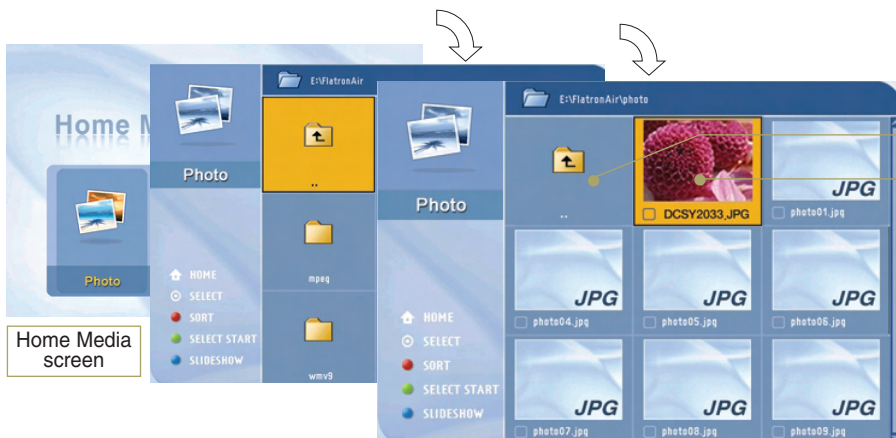 Home M
Photo
Home Media
screen
E:\FlatronAir
Photo
..
mpeg
wmv9
HOME
SELECT
SORT
SELECT START
SLIDESHOW
E:\FlatronAir\photo
Photo
..
DCSY2033,JPG
JPG
photo01.jpg
JPG
photo04.jpg
JPG
photo05.jpg
JPG
photo06.jpg
JPG
photo07.jpg
JPG
photo08.jpg
JPG
photo09.jpg
HOME
SELECT
SORT
SELECT START
SLIDESHOW